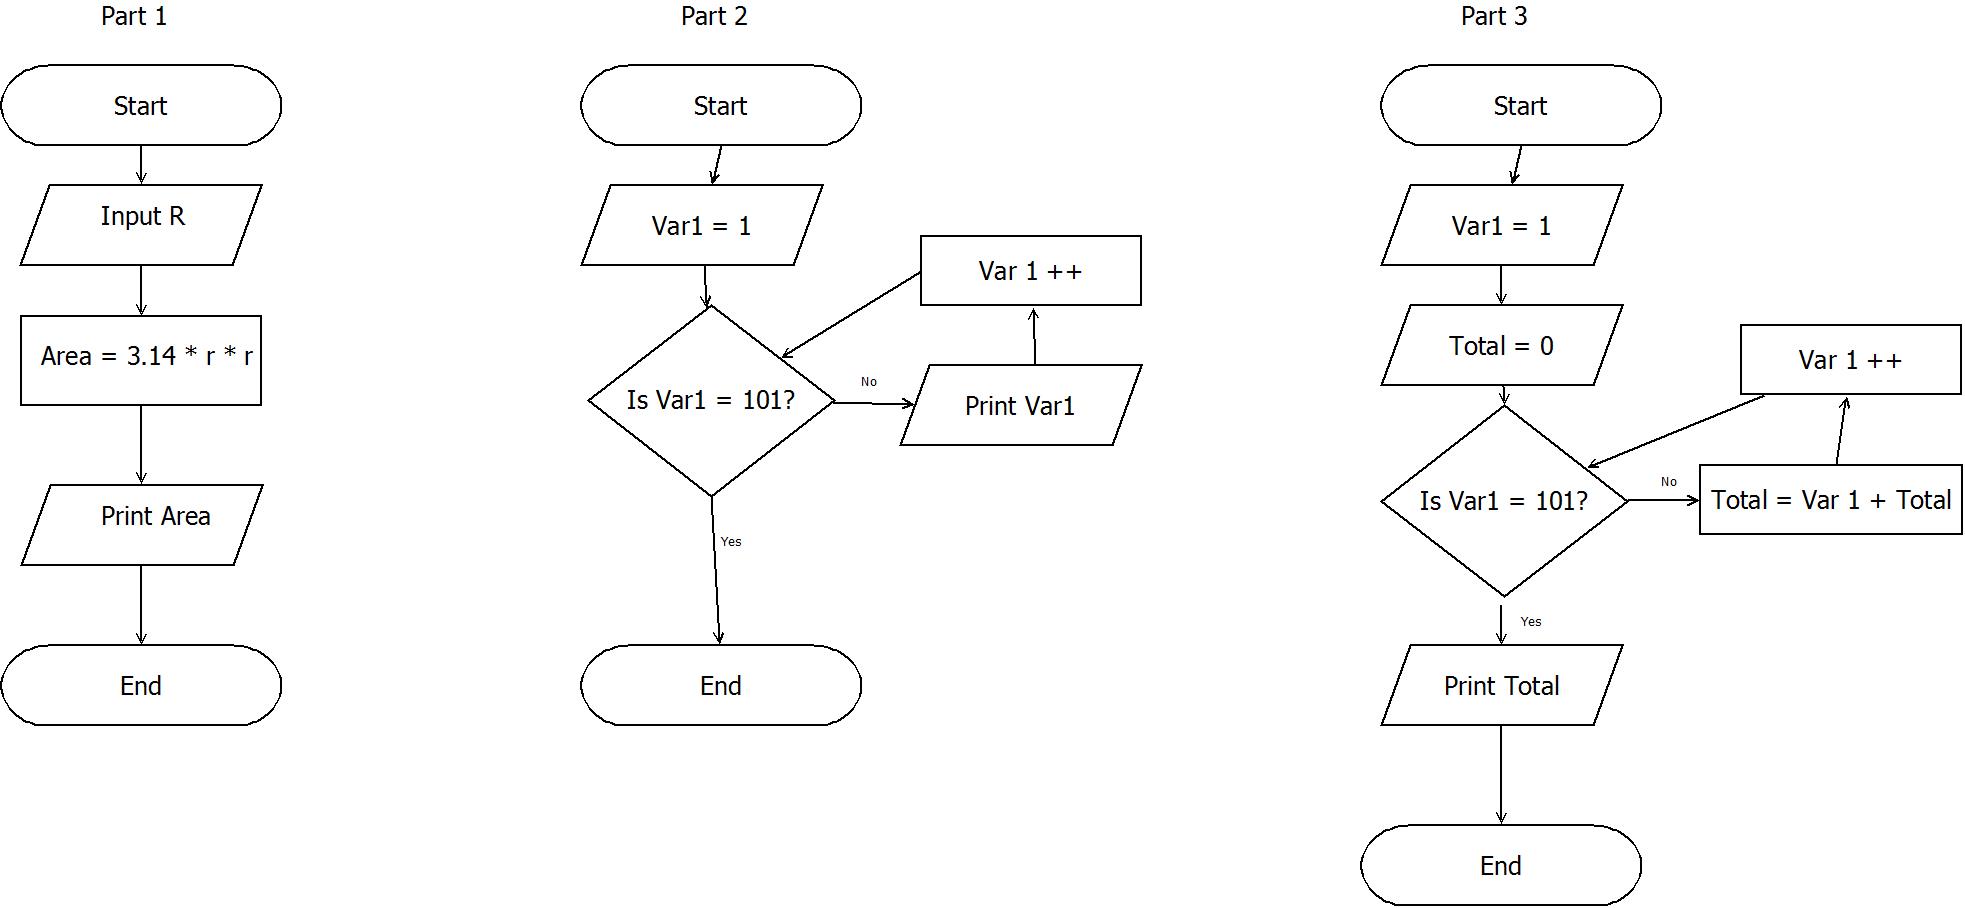 Part 1
Start
Input R
Area = 3.14 * r * r
Print Area
End
Part 2
Start
Var1 = 1
Var 1 ++
Is Var1 = 101?
No
Print Var1
Yes
End
Part 3
Start
Var1 = 1
Total = 0
Var 1 ++
Is Var1 = 101?
No
Total = Var 1 + Total
Yes
Print Total
End